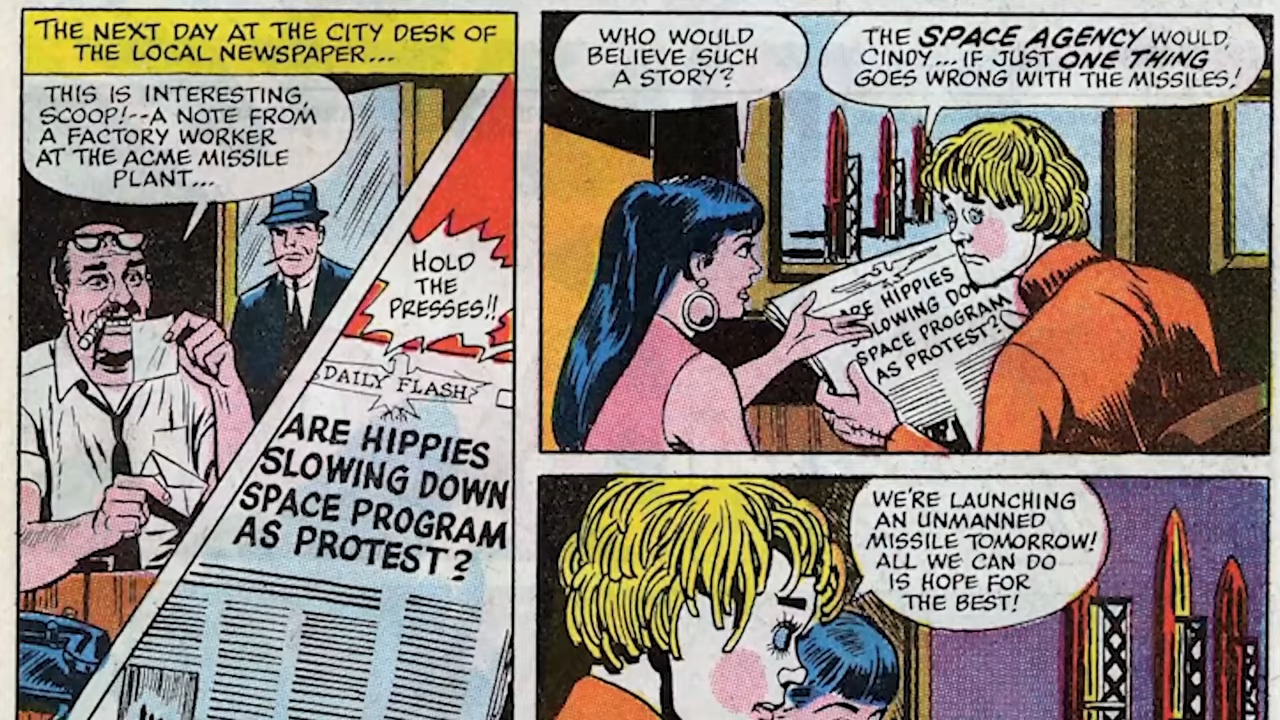 THE NEXT DAY AT THE CITY DESK OF
THE LOCAL NEWSPAPER...
THIS IS INTERESTING,
SCOOP!--A NOTE FROM
A FACTORY WORKER
AT THE ACME MISSILE
PLANT...
HOLD
THE
PRESSES!!
DAILY FLASH
ARE HIPPIES
SLOWING DOWN
SPACE PROGRAM
AS PROTEST?
WHO WOULD
BELIEVE SUCH
A STORY?
THE SPACE AGENCY WOULD,
CINDY... IF JUST ONE THING
GOES WRONG WITH THE MISSILES!
ARE HIPPIES
SLOWING DO
SPACE PROGRAM
AS PROTEST?
WE'RE LAUNCHING
AN UNMANNED
MISSILE TOMORROW!
ALL WE CAN DO
IS HOPE FOR
THE BEST!